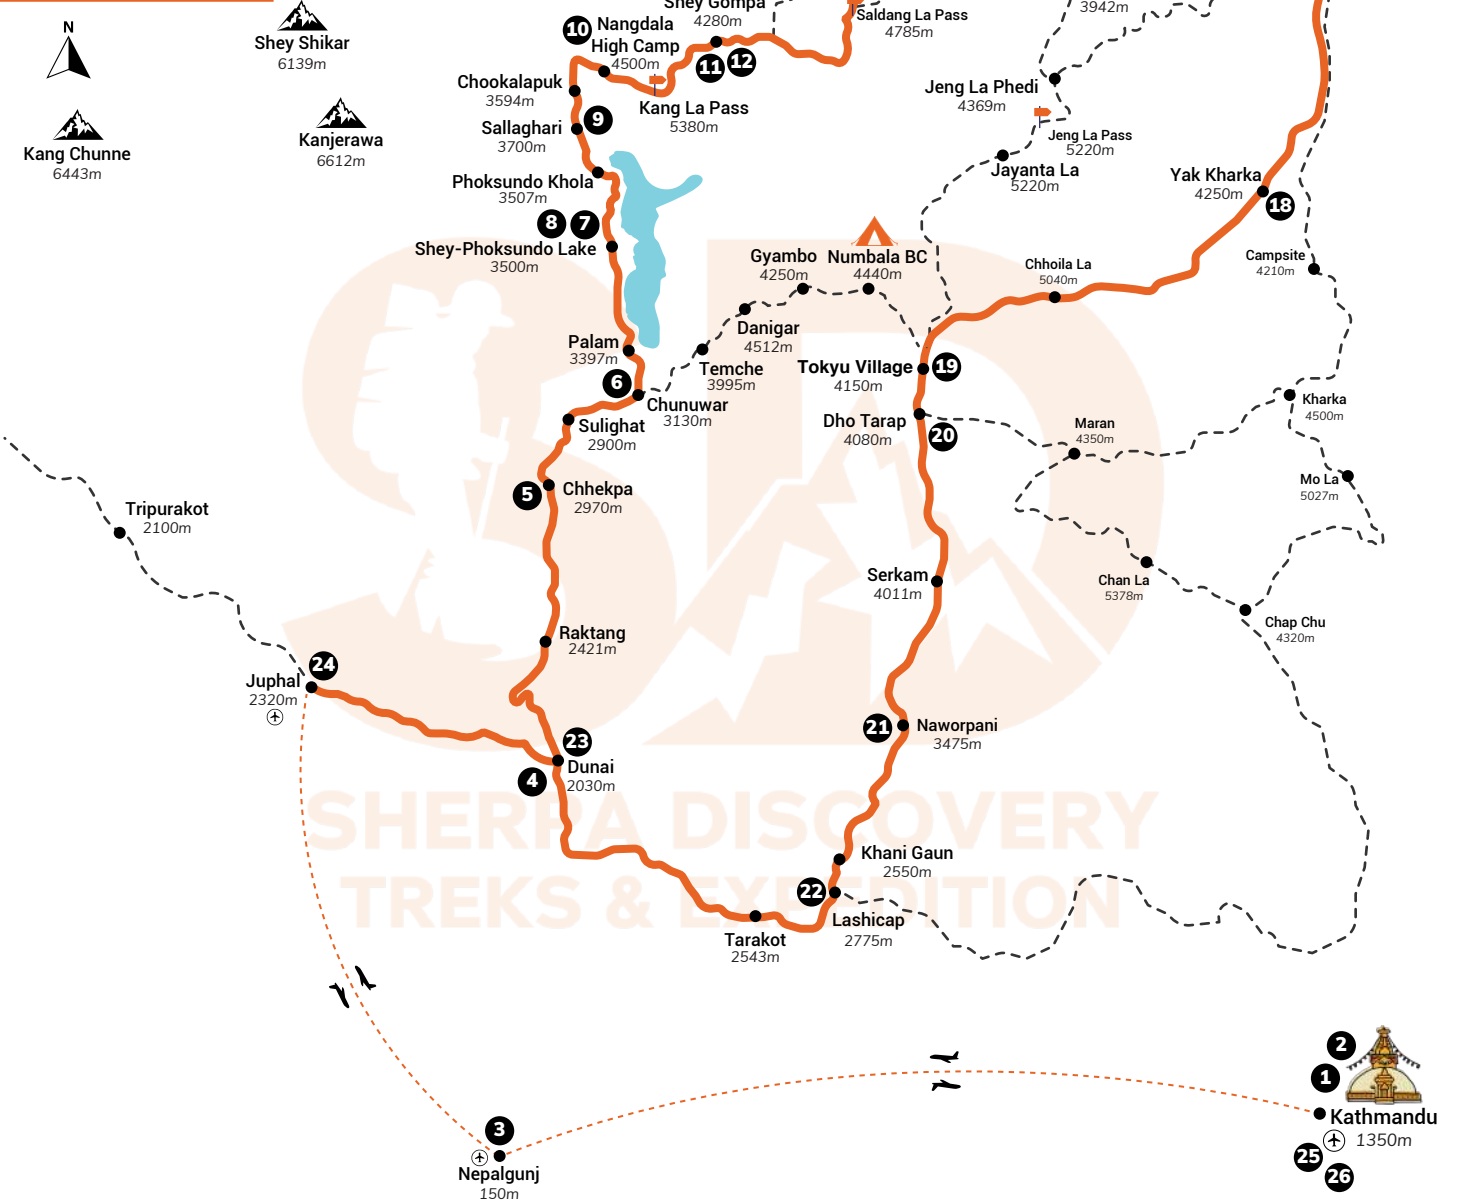 N
Shey Shikar
6139m
Kang Chunne
6443m
Kanjerawa
6612m
10
Nangdala
High Camp
4500m
Shey Gompa
4280m
11
12
Saldang La Pass
4785m
3942m
Chookalapuk
3594m
Kang La Pass
5380m
Jeng La Phedi
4369m
Jeng La Pass
5220m
Sallaghari
3700m
9
Jayanta La
5220m
Phoksundo Khola
3507m
Yak Kharka
4250m
18
8
7
Shey-Phoksundo Lake
3500m
Gyambo
4250m
Numbala BC
4440m
Chhoila La
5040m
Campsite
4210m
Danigar
4512m
Palam
3397m
Temche
3995m
Tokyu Village
4150m
19
6
Chunuwar
3130m
Sulighat
2900m
Dho Tarap
4080m
20
Maran
4350m
Kharka
4500m
5
Chhekpa
2970m
Mo La
5027m
Tripurakot
2100m
Serkam
4011m
Chan La
5378m
Chap Chu
4320m
Raktang
2421m
24
Juphal
2320m
21
Naworpani
3475m
23
Dunai
2030m
4
SHERPA DISCOVERY
TREKS & EXPEDITION
Khani Gaun
2550m
22
Lashicap
2775m
Tarakot
2543m
2
1
Kathmandu
1350m
25
26
3
Nepalgunj
150m